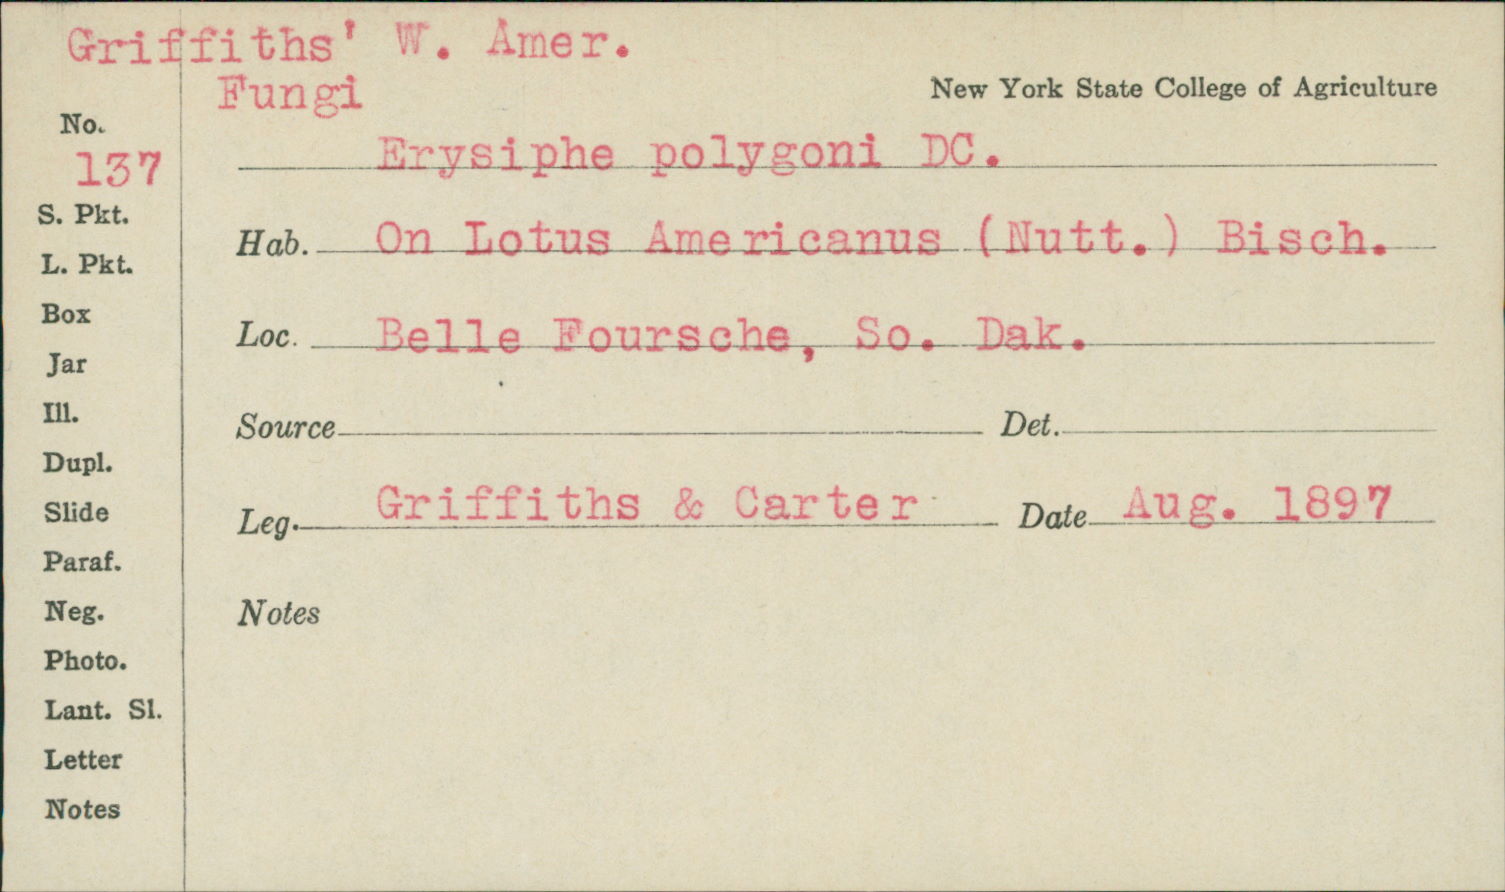 Griffiths' W. Amer.
Fungi
New York State College of Agriculture
No.
137
Erysiphe polygoni DC.
S. Pkt.
Hab. On Lotus Americanus (Nutt.) Bisch.
L. Pkt.
Box
Loc. Belle Foursche, So. Dak.
Jar
Ill.
Source Det.
Dupl.
Slide
Leg. Griffiths & Carter Date Aug. 1897
Paraf.
Neg.
Notes
Photo.
Lant. Sl.
Letter
Notes